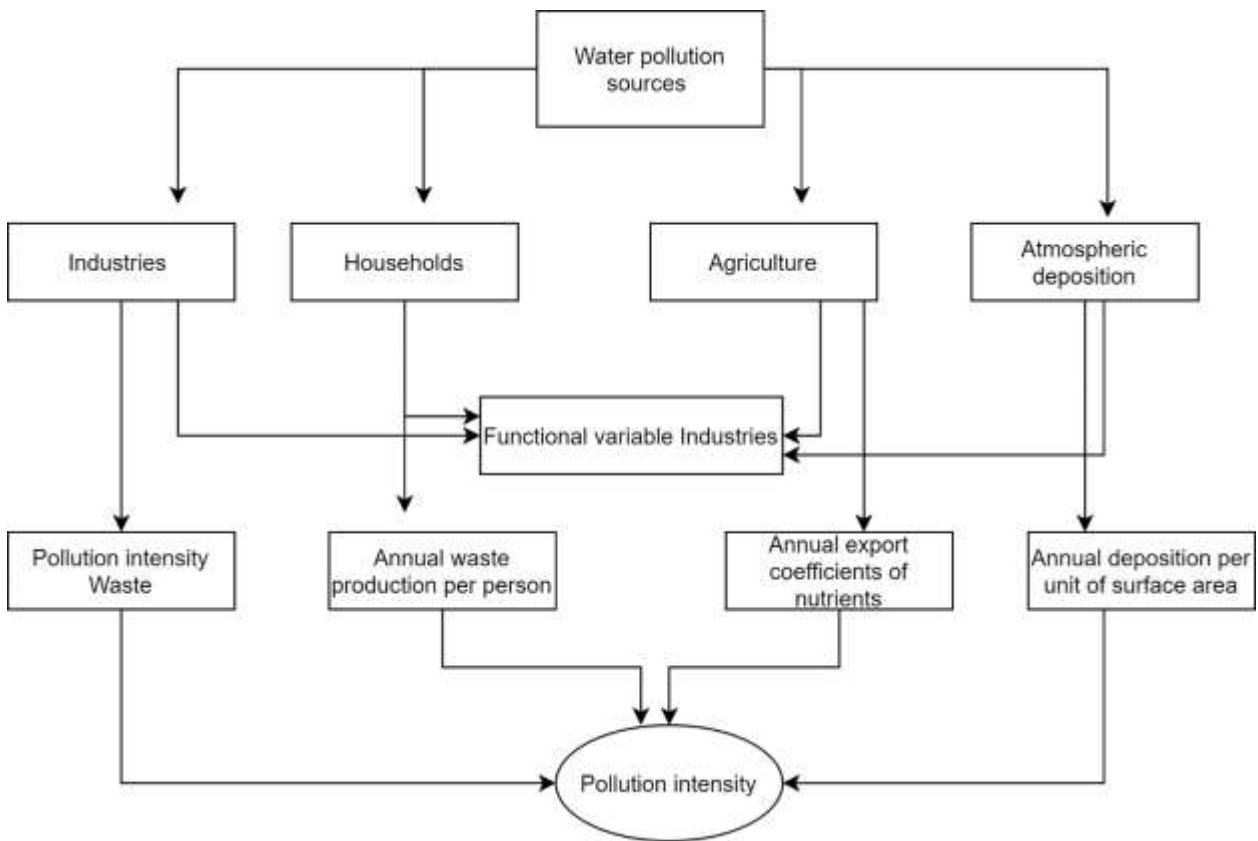 Water pollution
sources
Industries
Households
Agriculture
Atmospheric
deposition
Functional variable Industries
Pollution intensity
Waste
Annual waste
production per person
Annual export
coefficients of
nutrients
Annual deposition per
unit of surface area
Pollution intensity